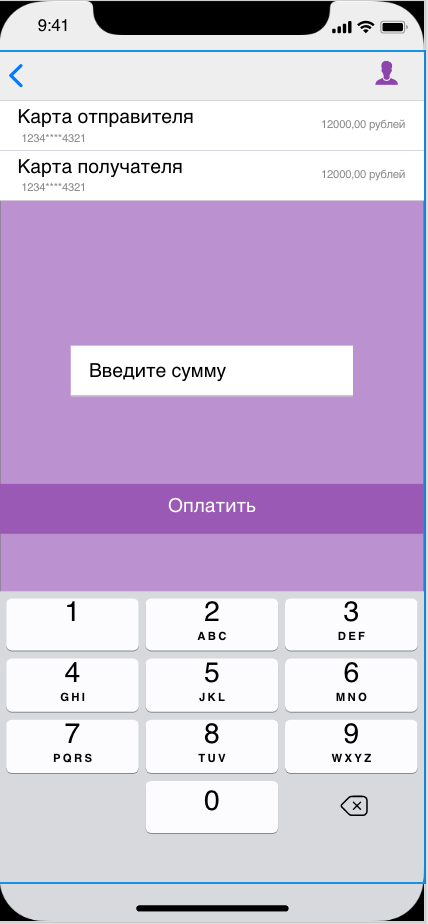 9:41
Карта отправителя
12000,00 рублей
1234****4321
Карта получателя
12000,00 рублей
1234****4321
Введите сумму
Оплатить
1 2 3
ABC DEF
4 5 6
GHI JKL MNO
7 8 9
PQRS TUV WXYZ
0